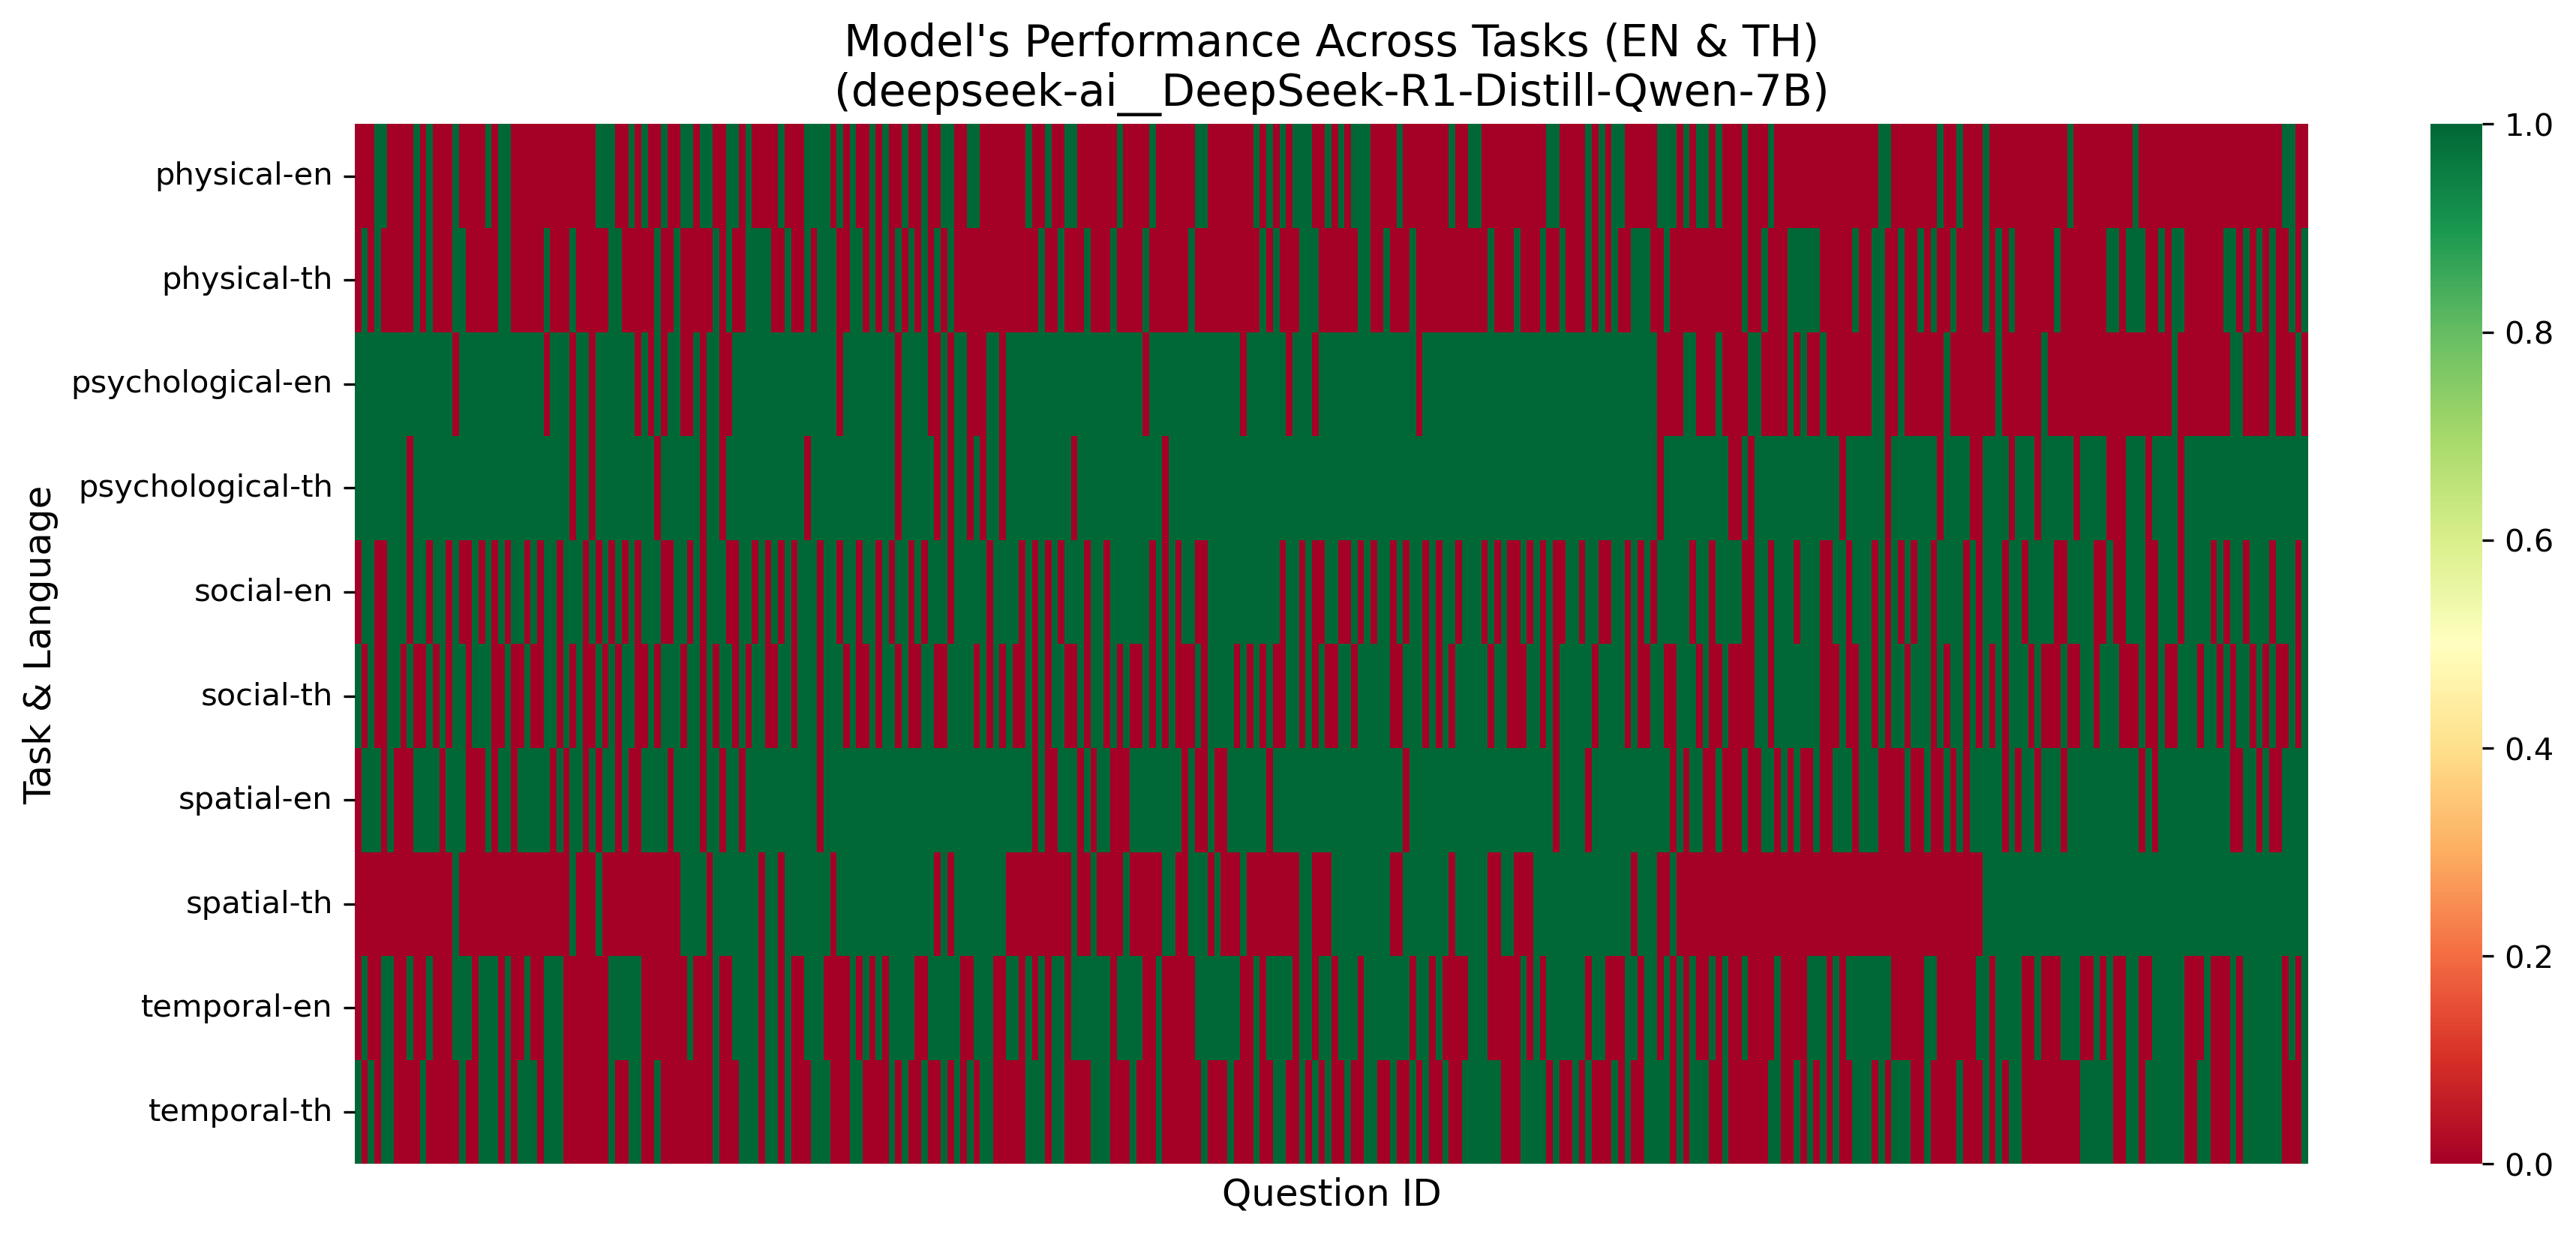 Model's Performance Across Tasks (EN & TH)
(deepseek-ai__DeepSeek-R1-Distill-Qwen-7B)
Task & Language
physical-en
physical-th
psychological-en
psychological-th
social-en
social-th
spatial-en
spatial-th
temporal-en
temporal-th
Question ID
1.0
0.8
0.6
0.4
0.2
0.0